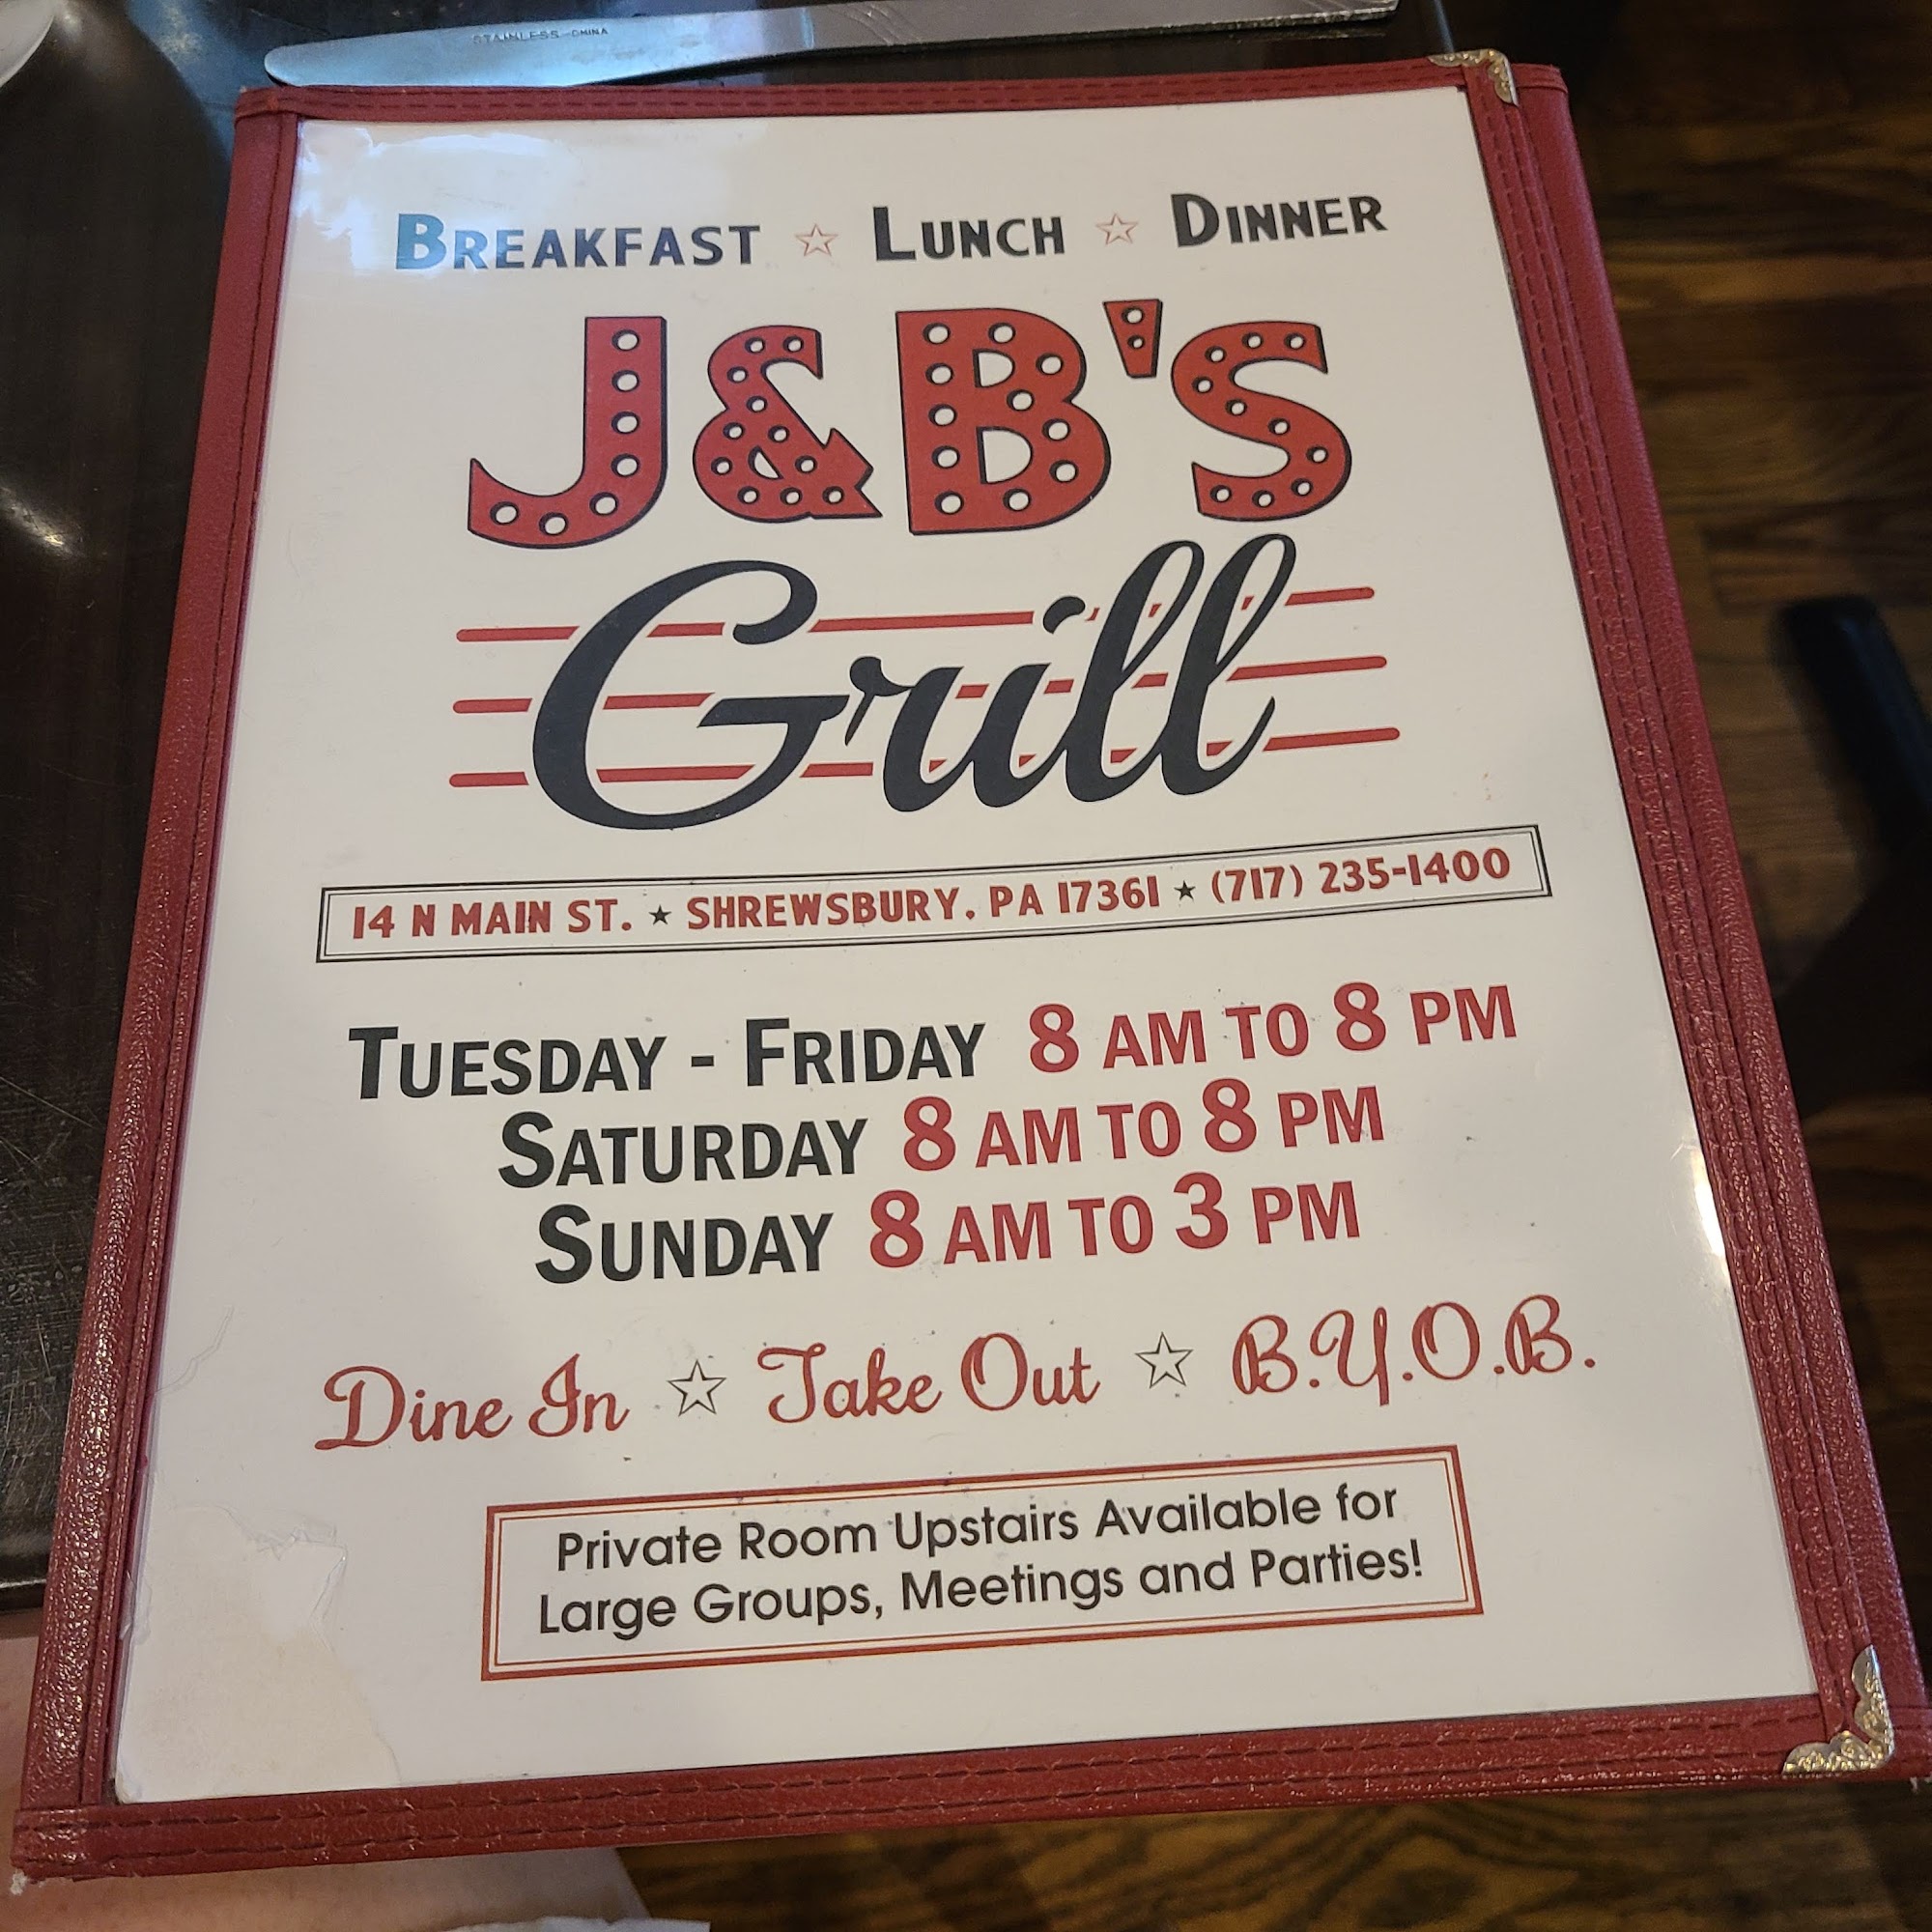 STAINLESS CHINA
BREAKFAST ☆ LUNCH ☆ DINNER
J&B'S
Grill
14 N MAIN ST. ★ SHREWSBURY, PA 17361 ★ (717) 235-1400
TUESDAY - FRIDAY 8 AM TO 8 PM
SATURDAY 8 AM TO 8 PM
SUNDAY 8 AM TO 3 PM
Dine In ☆ Take Out ☆ B.Y.O.B.
Private Room Upstairs Available for
Large Groups, Meetings and Parties!